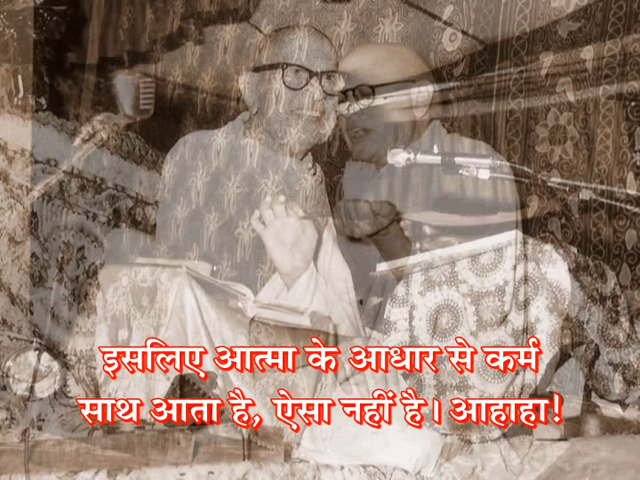 इसलिए आत्मा के आधार से कर्म
साथ आता है, ऐसा नहीं है। आहाहा!